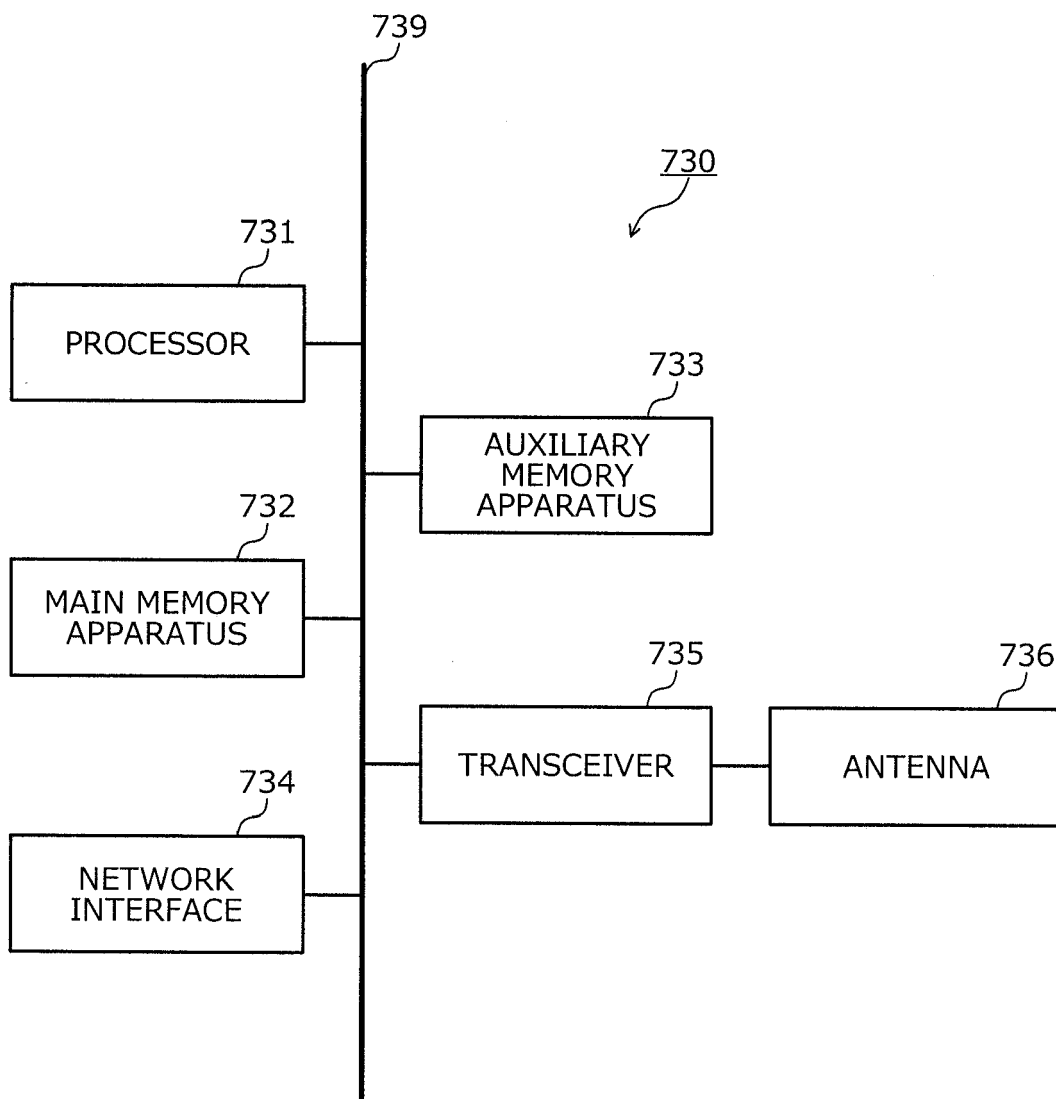 739
730
731
PROCESSOR
733
AUXILIARY
MEMORY
APPARATUS
732
MAIN MEMORY
APPARATUS
735
TRANSCEIVER
736
ANTENNA
734
NETWORK
INTERFACE